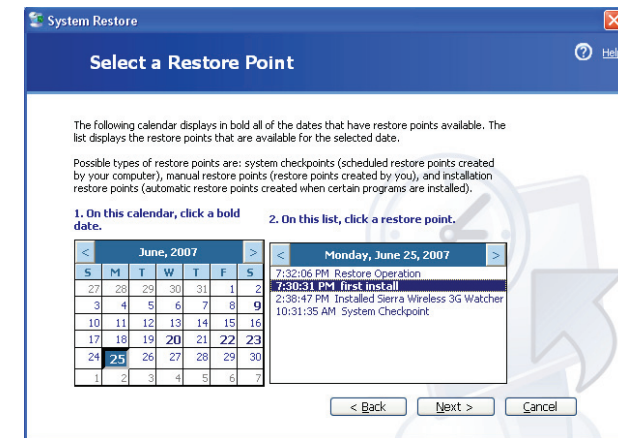 System Restore
Select a Restore Point
The following calendar displays in bold all of the dates that have restore points available. The
list displays the restore points that are available for the selected date.
Possible types of restore points are: system checkpoints (scheduled restore points created
by your computer), manual restore points (restore points created by you), and installation
restore points (automatic restore points created when certain programs are installed).
1. On this calendar, click a bold
date.
< June, 2007 >
S M T W T F S
27 28 29 30 31 1 2
3 4 5 6 7 8 9
10 11 12 13 14 15 16
17 18 19 20 21 22 23
24 25 26 27 28 29 30
1 2 3 4 5 6 7
2. On this list, click a restore point.
< Monday, June 25, 2007 >
7:32:06 PM Restore Operation
7:30:31 PM first install
2:38:47 PM Installed Sierra Wireless 3G Watcher
10:31:35 AM System Checkpoint
< Back Next > Cancel